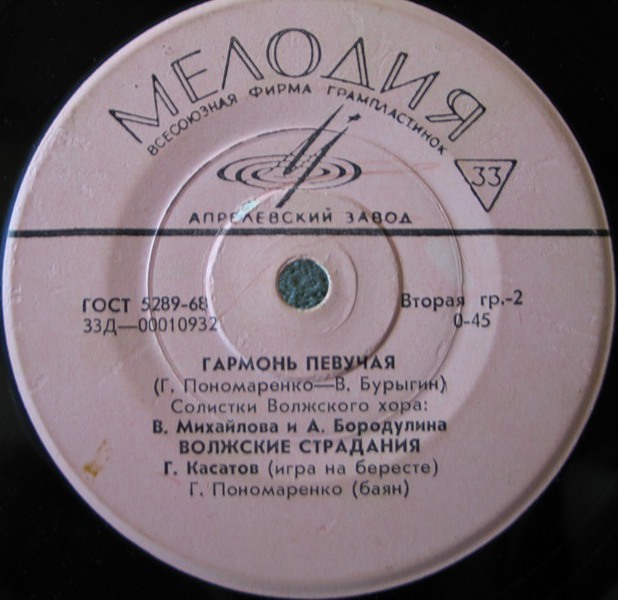 МЕЛОДИЯ
ВСЕСОЮЗНАЯ ФИРМА ГРАМПЛАСТИНОК
33
АПРЕЛЕВСКИЙ ЗАВОД
ГОСТ 5289-68 Вторая гр.-2
33Д—00010932 0-45
ГАРМОНЬ ПЕВУЧАЯ
(Г. Пономаренко—В. Бурыгин)
Солистки Волжского хора:
В. Михайлова и А. Бородулина
ВОЛЖСКИЕ СТРАДАНИЯ
Г. Касатов (игра на бересте)
Г. Пономаренко (баян)